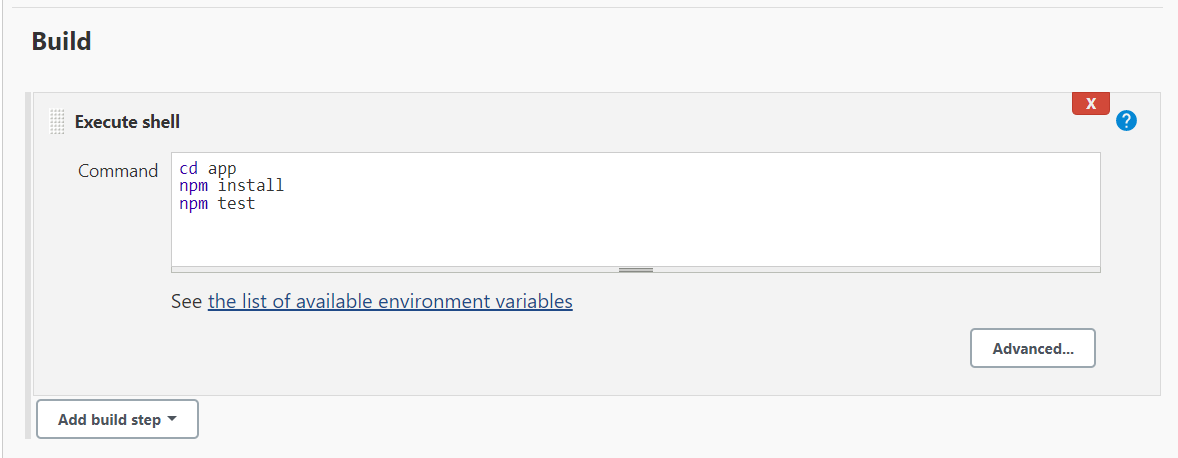 Build
X
Execute shell
?
Command
cd app
npm install
npm test
See the list of available environment variables
Advanced...
Add build step